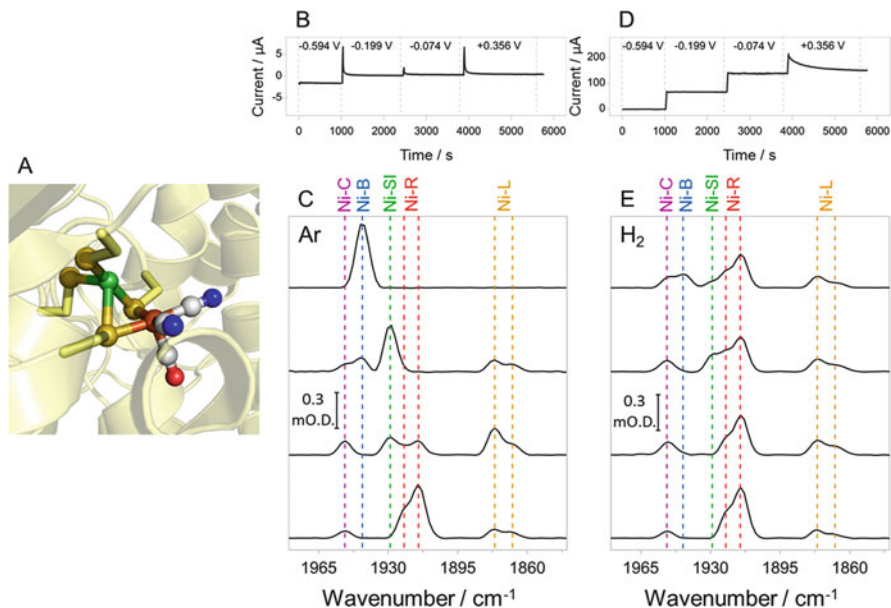 A
B
-0.594 V -0.199 V -0.074 V +0.356 V
Current / µA
5
0
-5
0 1000 2000 3000 4000 5000 6000
Time / s
D
-0.594 V -0.199 V -0.074 V +0.356 V
Current / µA
200
100
0
0 1000 2000 3000 4000 5000 6000
Time / s
C
Ni-C
Ni-B
Ni-SI
Ni-R
Ni-L
Ar
0.3
mO.D.
1965 1930 1895 1860
Wavenumber / cm-1
E
Ni-C
Ni-B
Ni-SI
Ni-R
Ni-L
H2
0.3
mO.D.
1965 1930 1895 1860
Wavenumber / cm-1